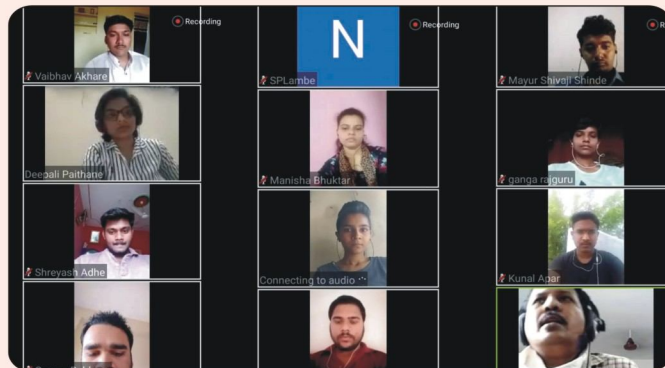 Recording
Recording
R
N
Vaibhav Akhare
SPLambe
Mayur Shivaji Shinde
Deepali Paithane
Manisha Bhuktar
ganga rajguru
Shreyash Adhe
Connecting to audio
Kunal Apar